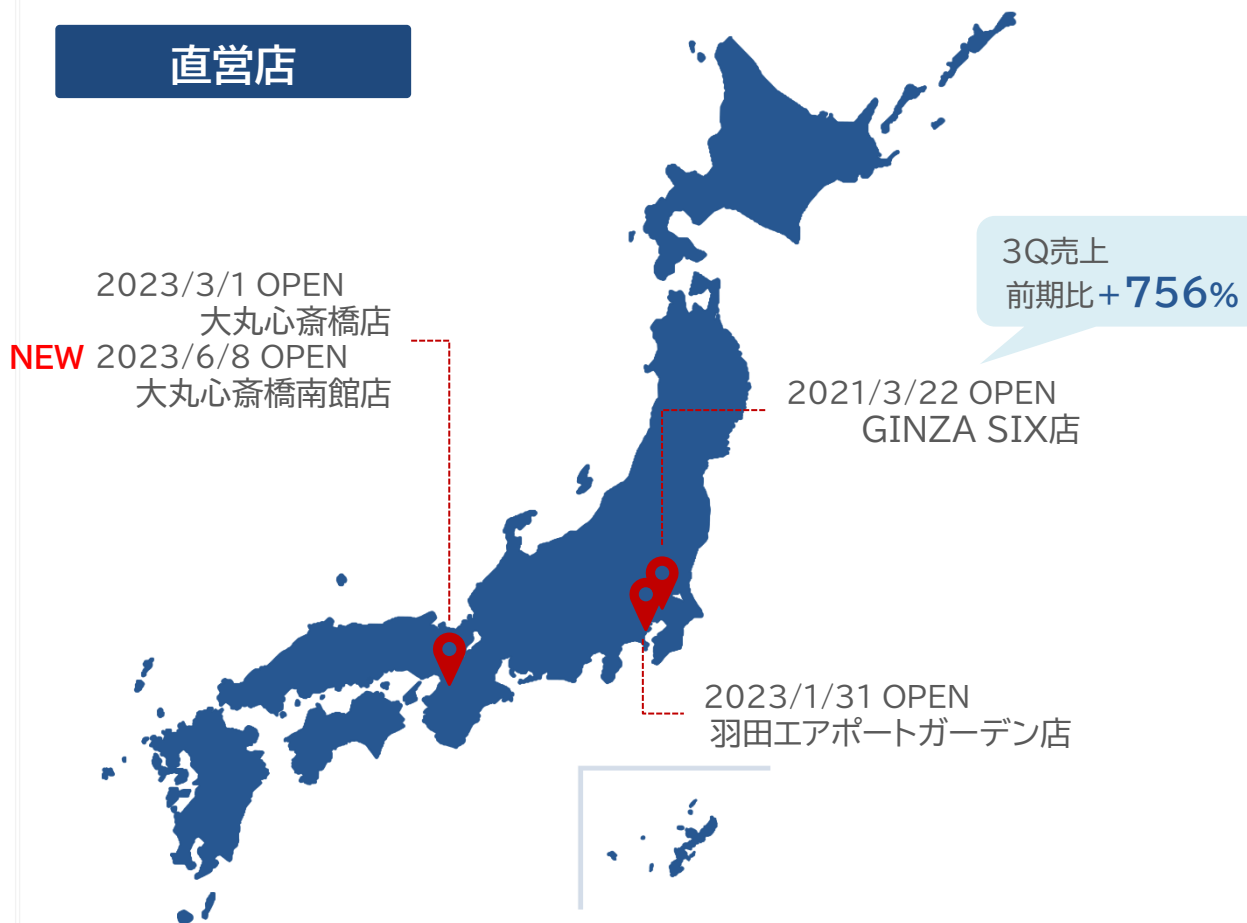 直営店
2023/3/1 OPEN
大丸心斎橋店
NEW 2023/6/8 OPEN
大丸心斎橋南館店
3Q売上
前期比+756%
2021/3/22 OPEN
GINZA SIX店
2023/1/31 OPEN
羽田エアポートガーデン店